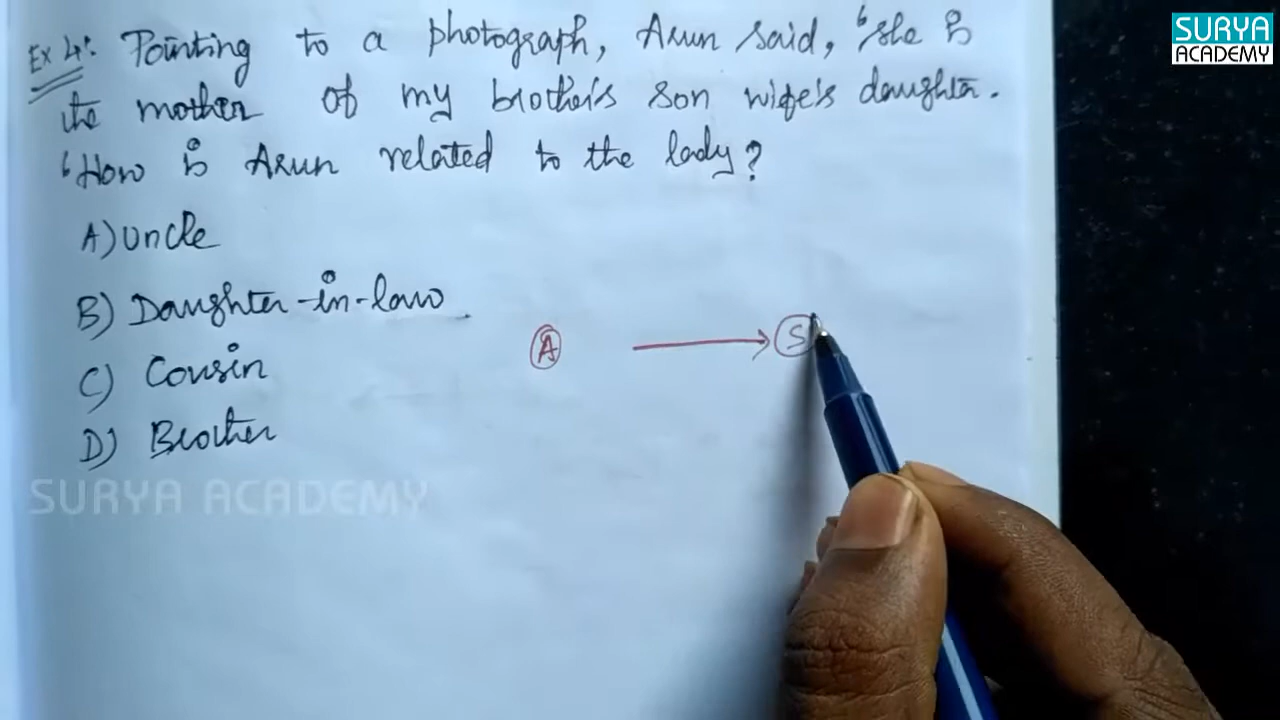 SURYA
ACADEMY
Ex 4: Pointing to a photograph, Arun said, "she is
the mother of my brother's son wife's daughter.
"How is Arun related to the lady?
A) Uncle
B) Daughter-in-law
C) Cousin
D) Brother
A S
SURYA ACADEMY